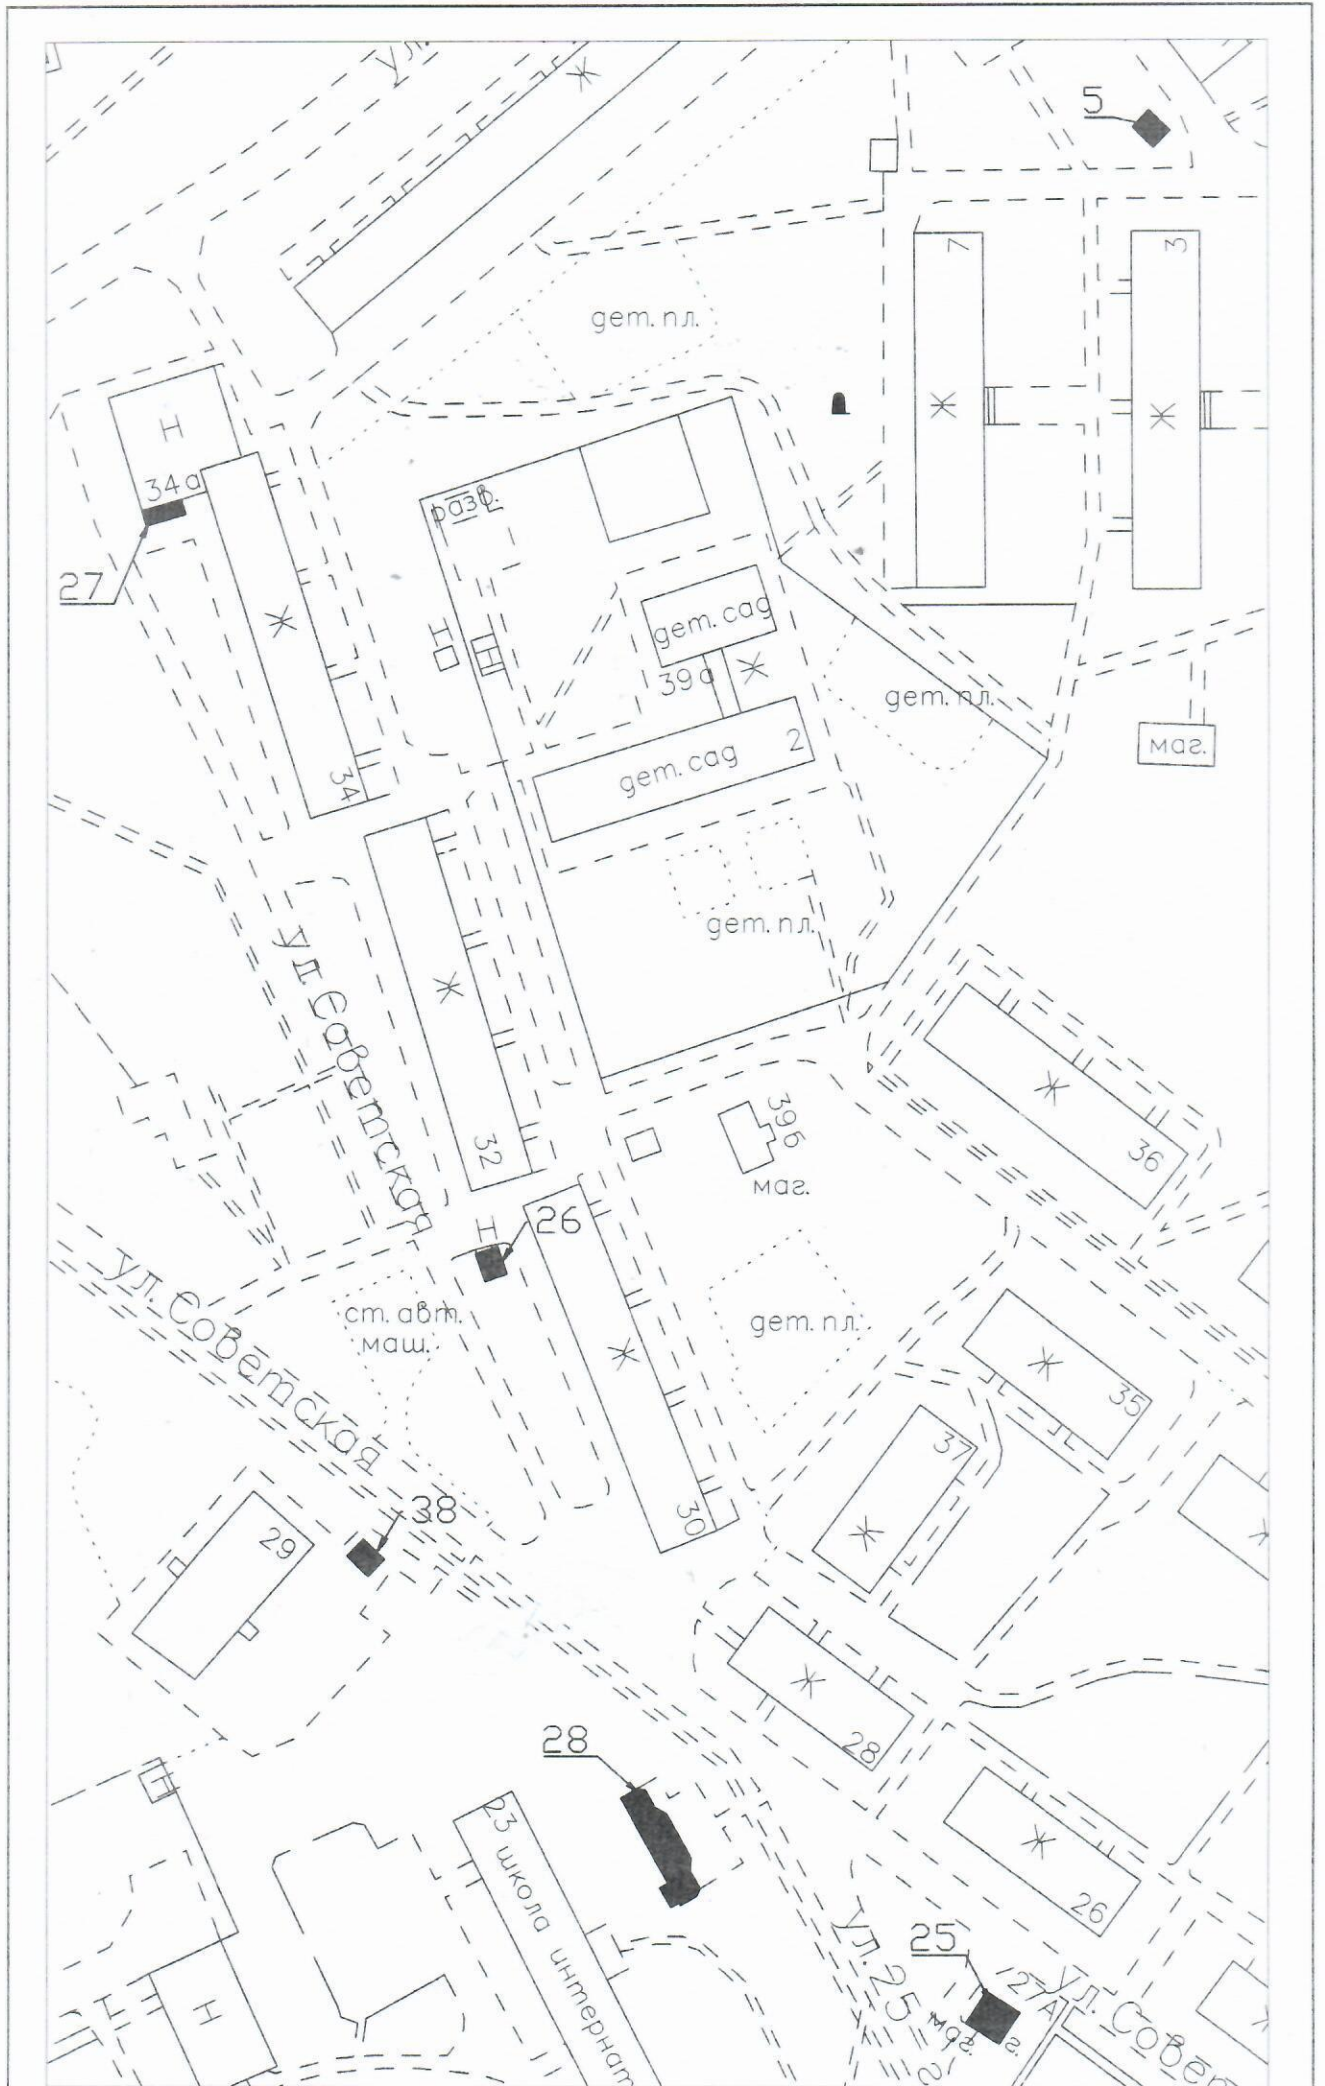 ул.
Ж
5
7
3
дет. пл.
Ж
Ж
Н
34а
разр.
27
дет. сад
Ж
39а
Н
Ж
дет. пл.
маг.
дет. сад 2
34
дет. пл.
ул. Советская
Ж
Ж
39б
32
36
маг.
Н
26
ул. Советская
ст. авт.
маш.
дет. пл.
Ж
Ж
35
37
38
30
29
Ж
28
Ж
28
Н
23 школа интернат
Ж
26
25
ул. 25
27А
маг.
г.
ул. Совет
Н
Н